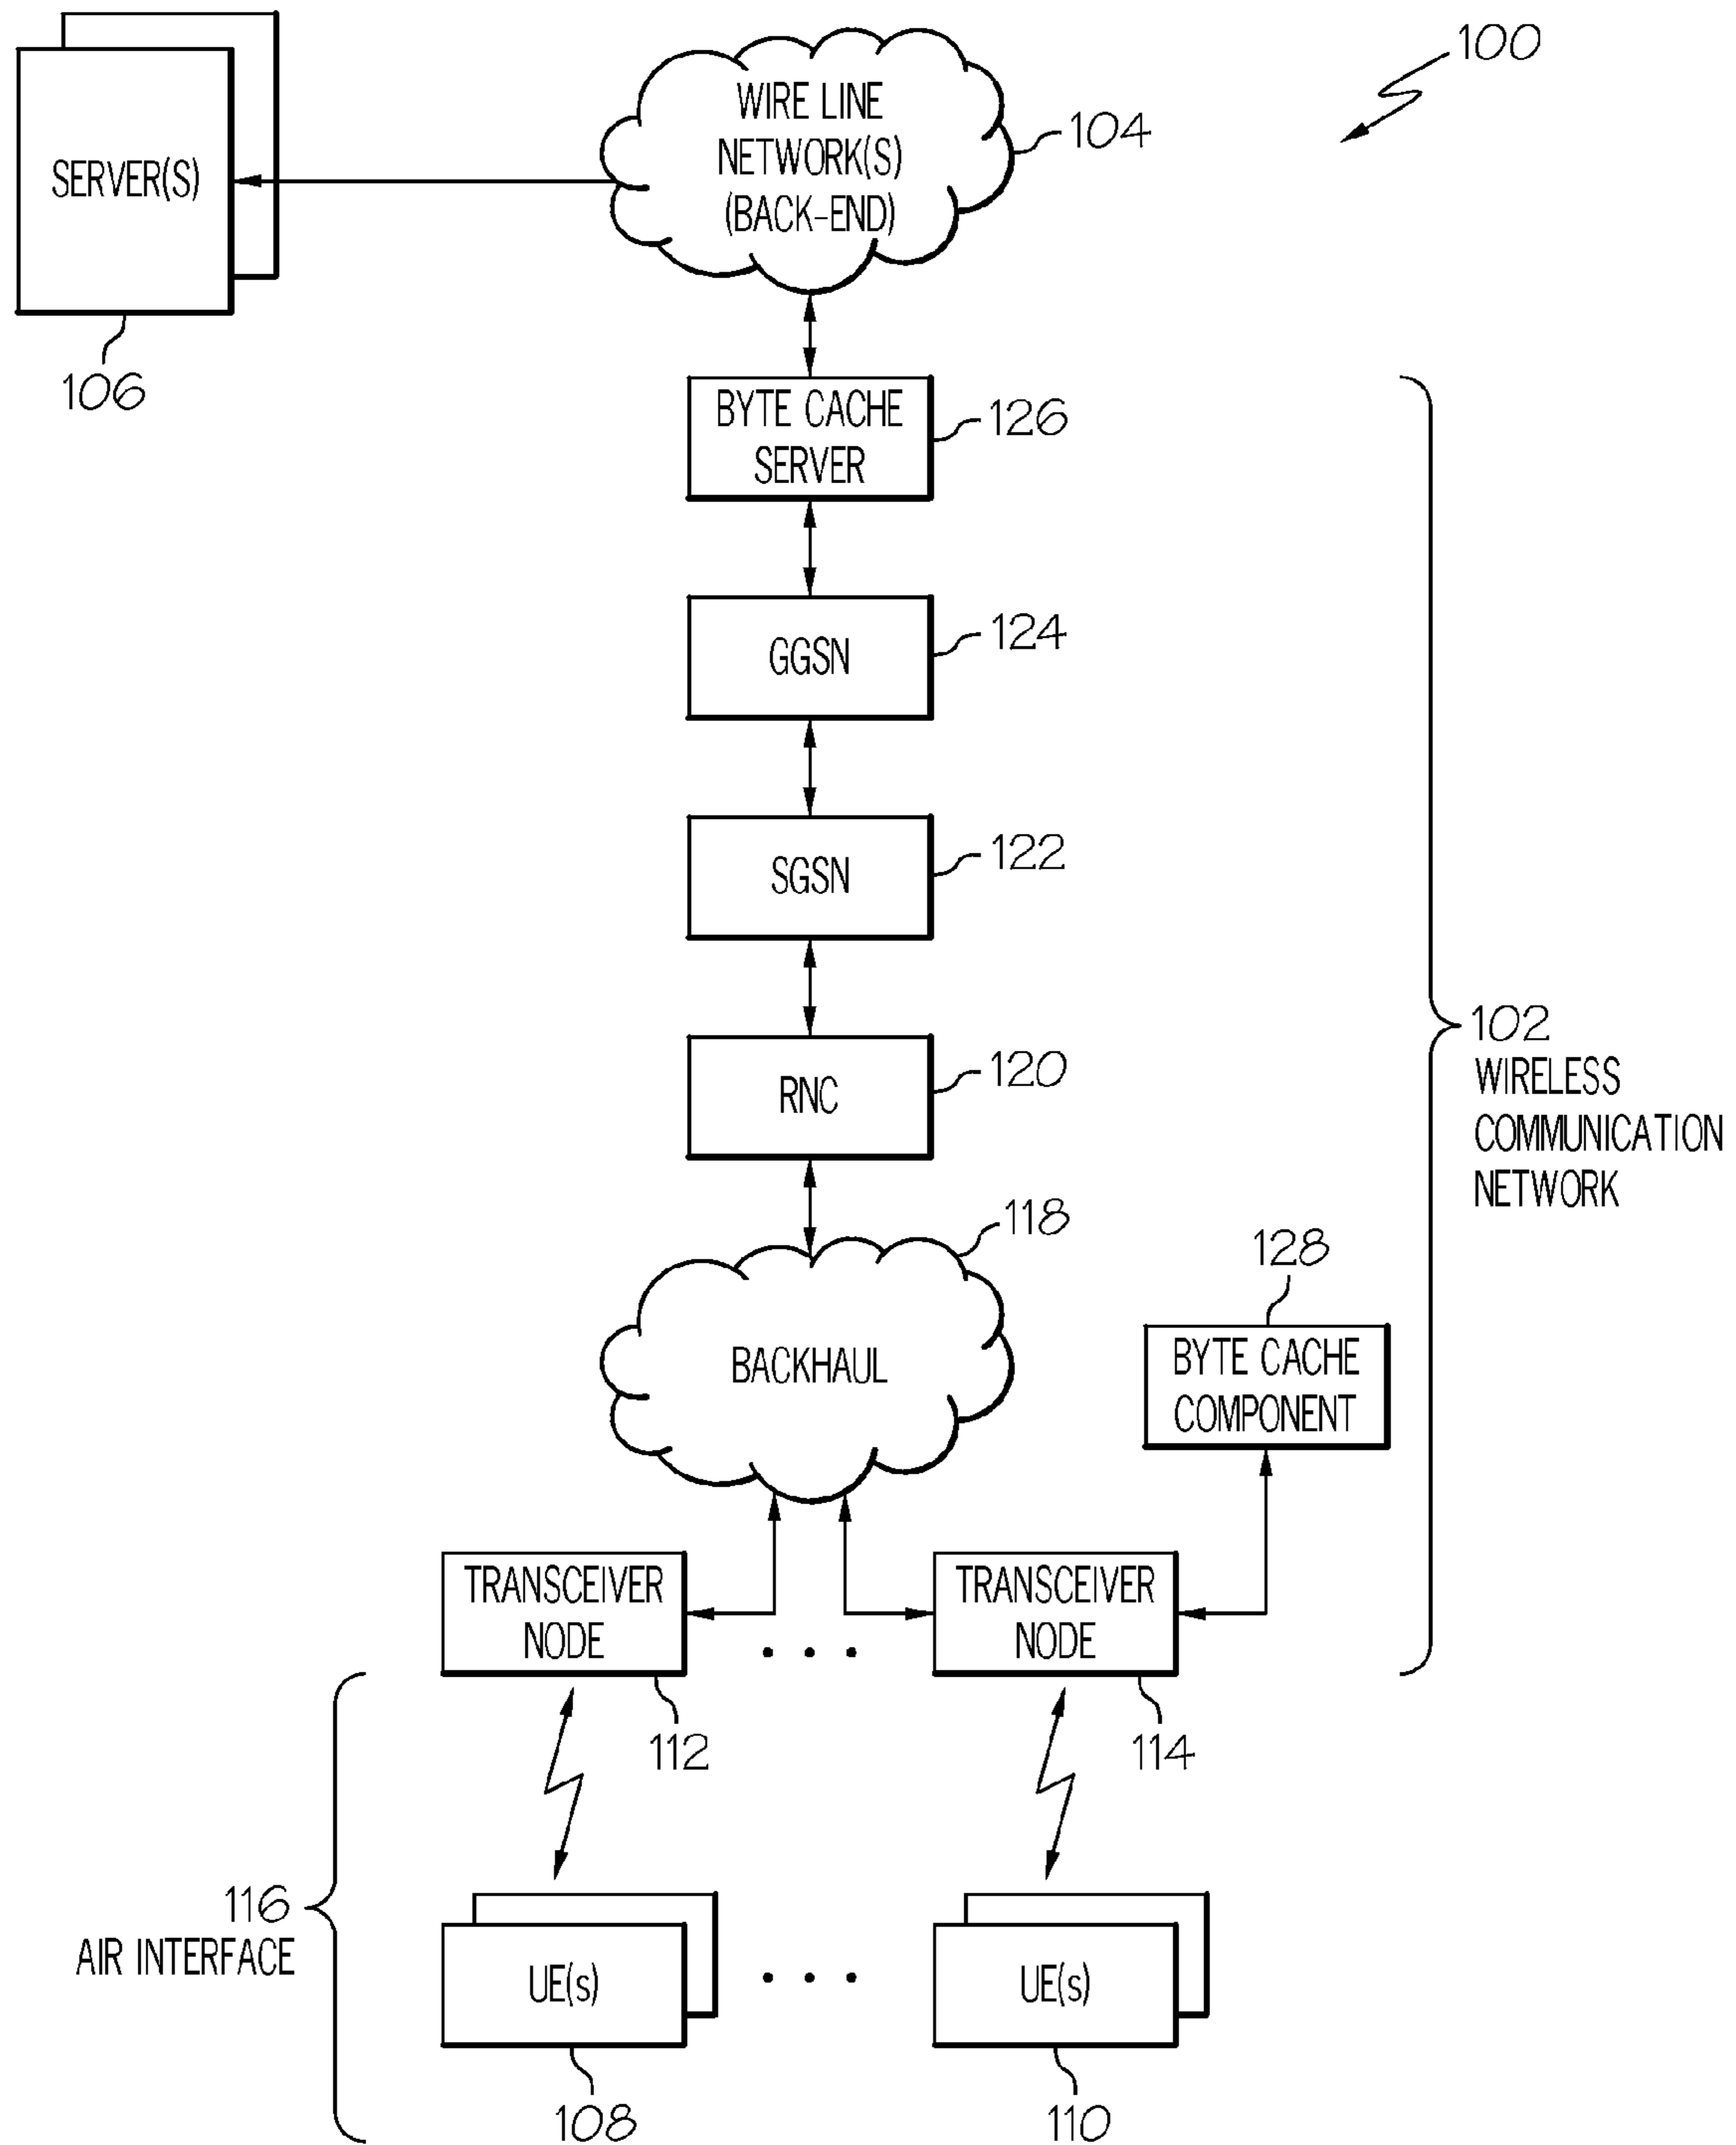 100
WIRE LINE
NETWORK(S)
(BACK-END)
104
SERVER(S)
106
BYTE CACHE
SERVER
126
GGSN
124
SGSN
122
RNC
120
102
WIRELESS
COMMUNICATION
NETWORK
BACKHAUL
118
128
BYTE CACHE
COMPONENT
TRANSCEIVER
NODE
112
. . .
TRANSCEIVER
NODE
114
116
AIR INTERFACE
UE(s)
108
. . .
UE(s)
110